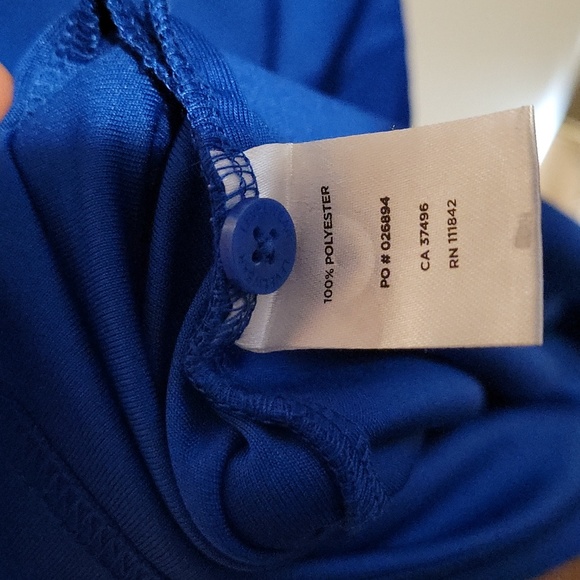 100% POLYESTER
PO # 026894
CA 37496
RN 111842